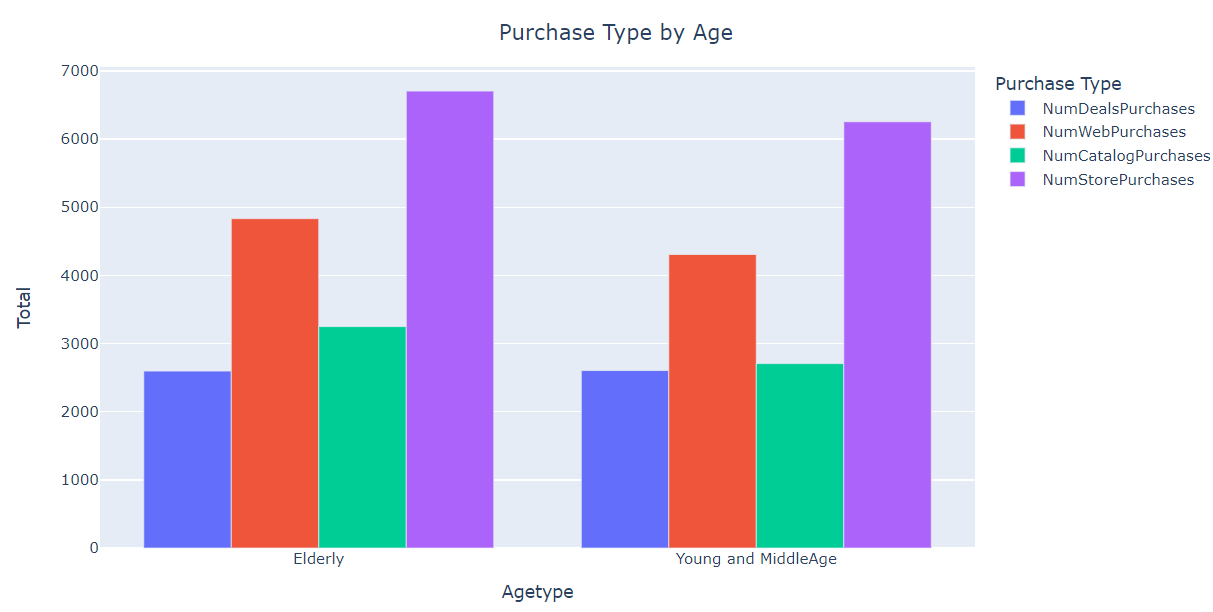 Purchase Type by Age
7000
6000
5000
4000
3000
2000
1000
0
Total
Elderly
Young and MiddleAge
Agetype
Purchase Type
NumDealsPurchases
NumWebPurchases
NumCatalogPurchases
NumStorePurchases